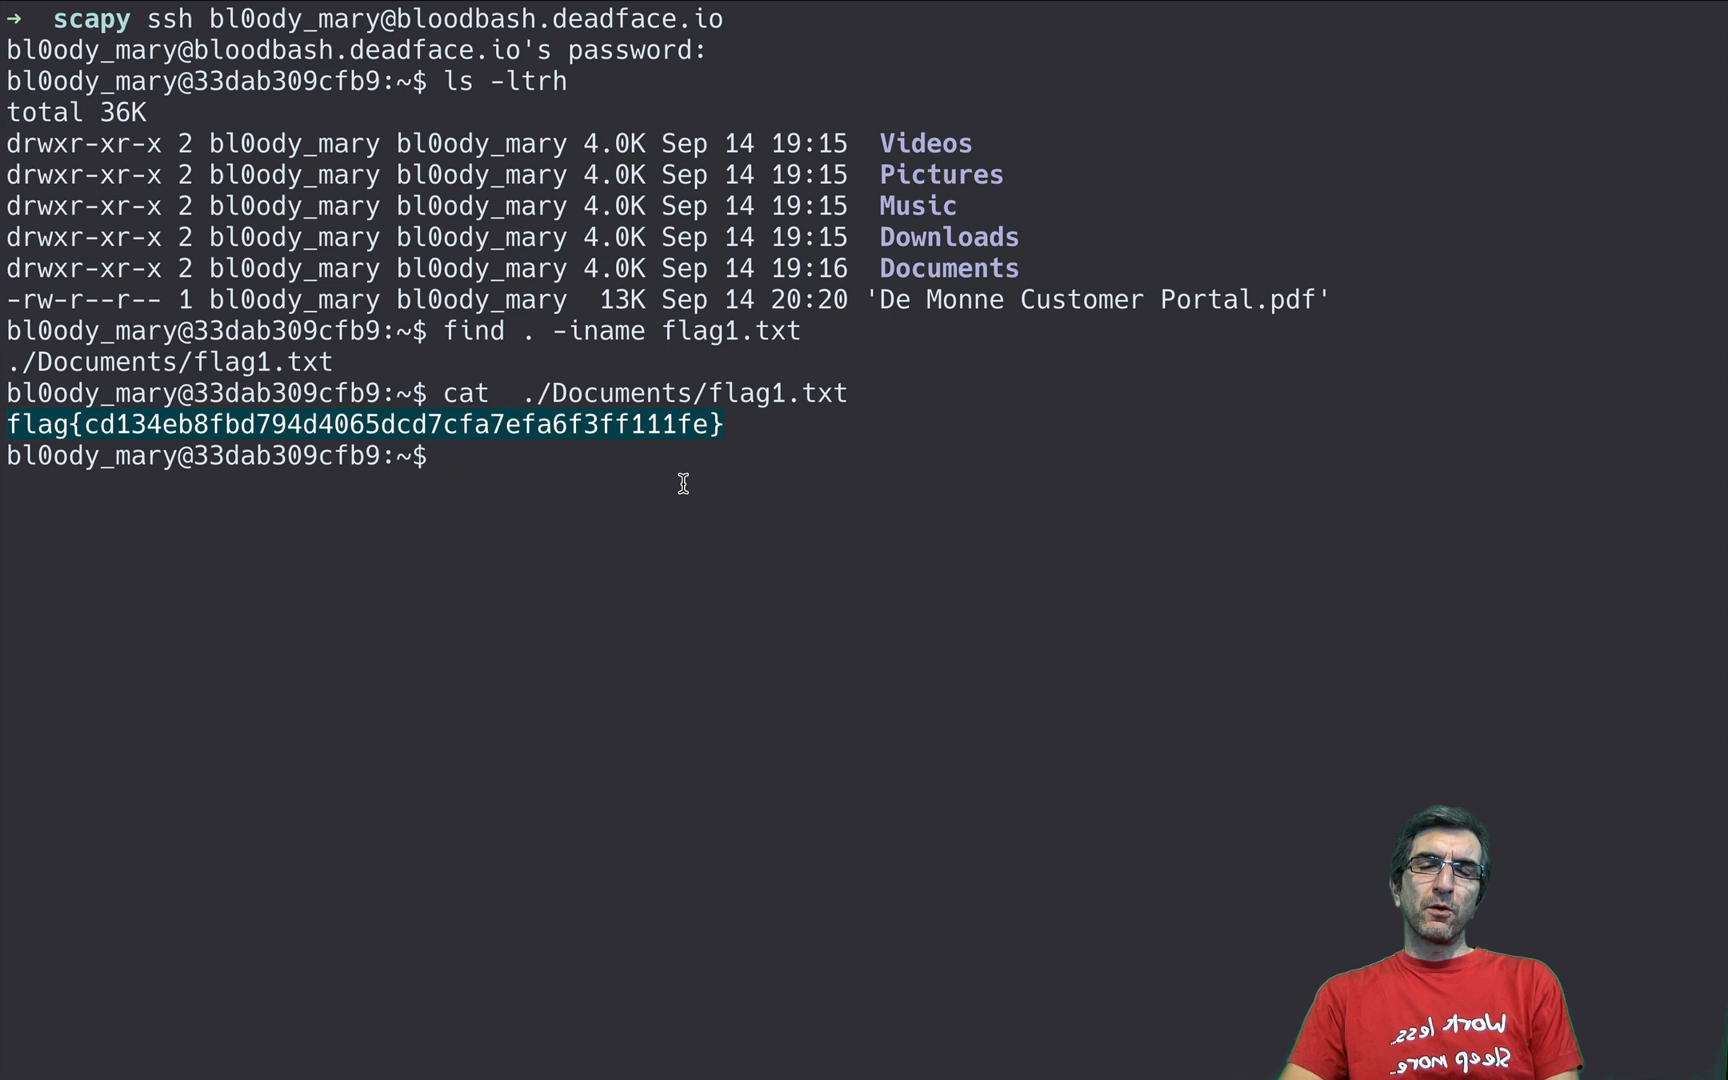 →  scapy ssh bl0ody_mary@bloodbash.deadface.io
bl0ody_mary@bloodbash.deadface.io's password:
bl0ody_mary@33dab309cfb9:~$ ls -ltrh
total 36K
drwxr-xr-x 2 bl0ody_mary bl0ody_mary 4.0K Sep 14 19:15  Videos
drwxr-xr-x 2 bl0ody_mary bl0ody_mary 4.0K Sep 14 19:15  Pictures
drwxr-xr-x 2 bl0ody_mary bl0ody_mary 4.0K Sep 14 19:15  Music
drwxr-xr-x 2 bl0ody_mary bl0ody_mary 4.0K Sep 14 19:15  Downloads
drwxr-xr-x 2 bl0ody_mary bl0ody_mary 4.0K Sep 14 19:16  Documents
-rw-r--r-- 1 bl0ody_mary bl0ody_mary  13K Sep 14 20:20 'De Monne Customer Portal.pdf'
bl0ody_mary@33dab309cfb9:~$ find . -iname flag1.txt
./Documents/flag1.txt
bl0ody_mary@33dab309cfb9:~$ cat  ./Documents/flag1.txt
flag{cd134eb8fbd794d4065dcd7cfa7efa6f3ff111fe}
bl0ody_mary@33dab309cfb9:~$
Work less...
Sleep more...